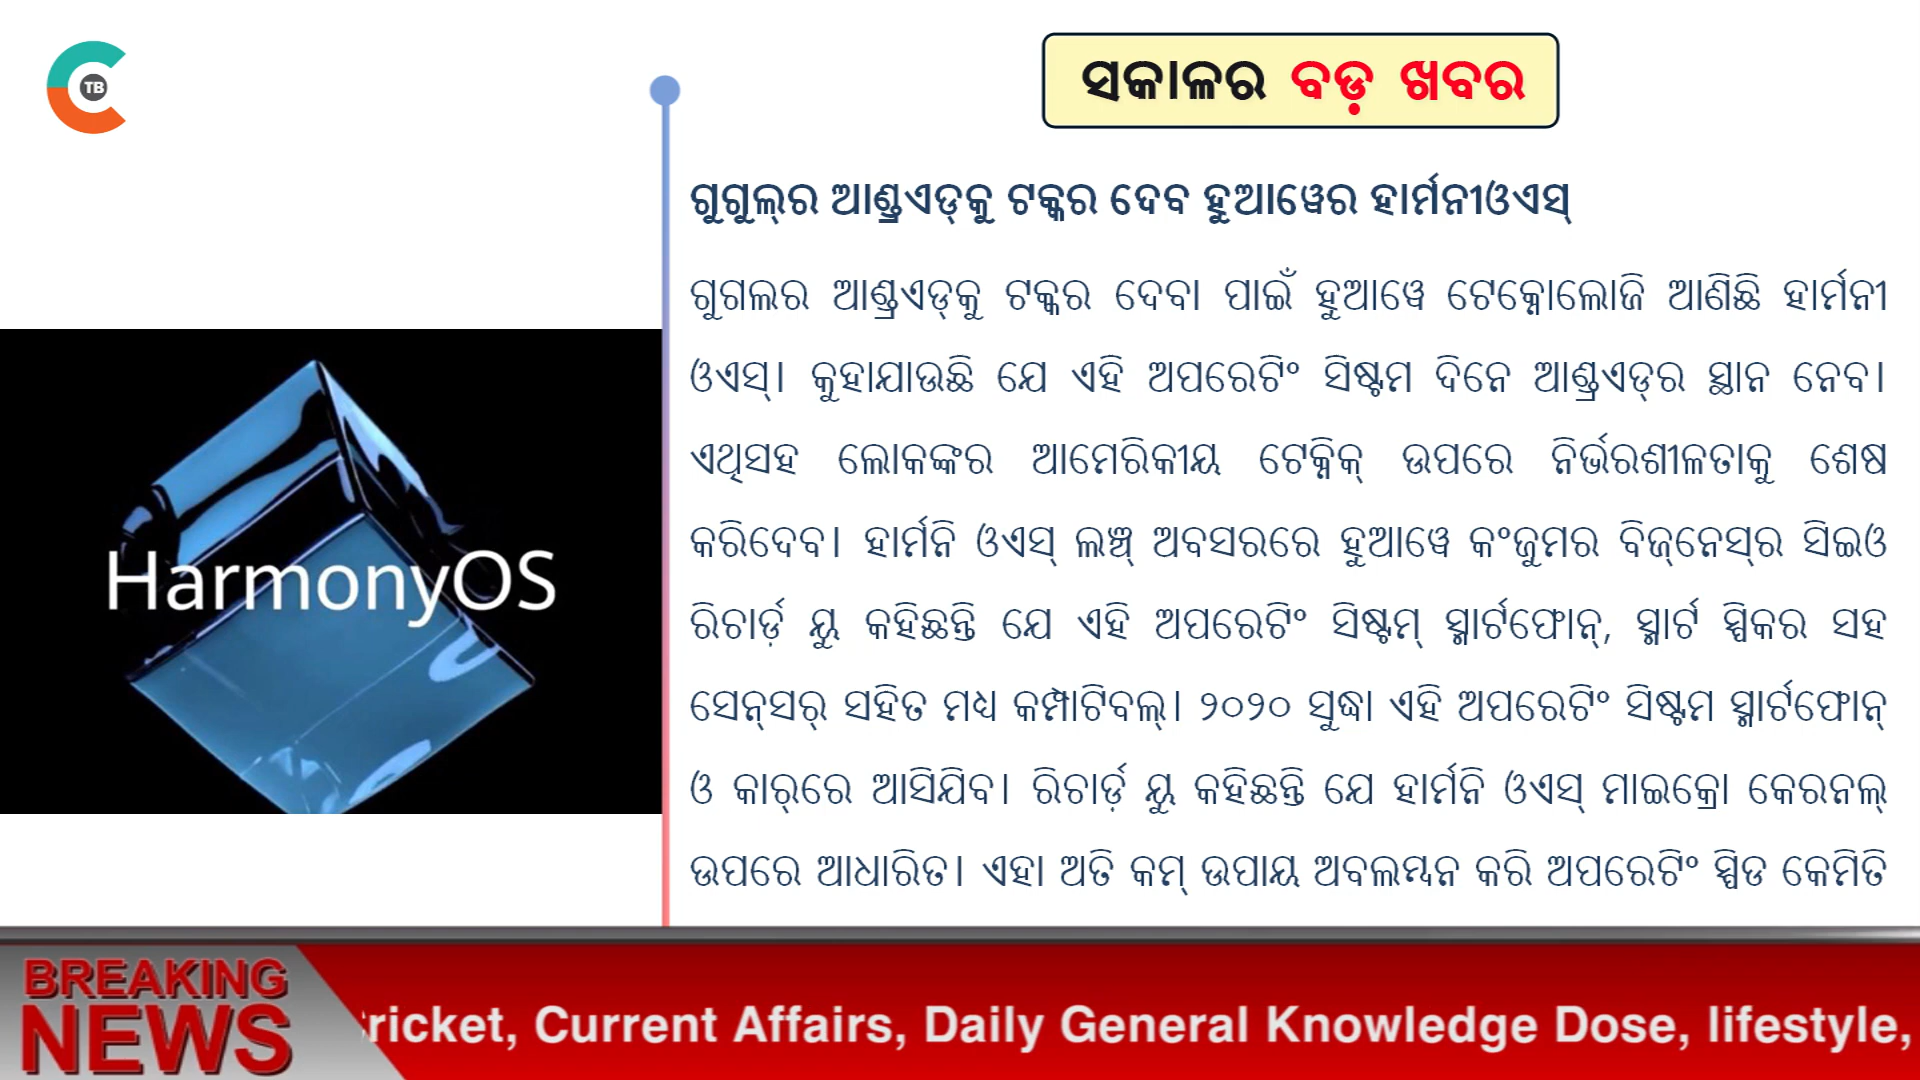 TB
ସକାଳର ବଡ଼ ଖବର
ଗୁଗୁଲ୍‌ର ଆଣ୍ଡ୍ରଏଡ୍‌କୁ ଟକ୍କର ଦେବ ହୁଆୱେର ହାର୍ମନୀଓଏସ୍
ଗୁଗଲର ଆଣ୍ଡ୍ରଏଡ୍‌କୁ ଟକ୍କର ଦେବା ପାଇଁ ହୁଆୱେ ଟେକ୍ନୋଲୋଜି ଆଣିଛି ହାର୍ମନୀ
ଓଏସ୍। କୁହାଯାଉଛି ଯେ ଏହି ଅପରେଟିଂ ସିଷ୍ଟମ ଦିନେ ଆଣ୍ଡ୍ରଏଡ୍‌ର ସ୍ଥାନ ନେବ।
ଏଥିସହ ଲୋକଙ୍କର ଆମେରିକୀୟ ଟେକ୍ନିକ୍ ଉପରେ ନିର୍ଭରଶୀଳତାକୁ ଶେଷ
କରିଦେବ। ହାର୍ମନି ଓଏସ୍ ଲଞ୍ଚ୍ ଅବସରରେ ହୁଆୱେ କଂଜୁମର ବିଜ୍‌ନେସ୍‌ର ସିଇଓ
ରିଚାର୍ଡ଼ ୟୁ କହିଛନ୍ତି ଯେ ଏହି ଅପରେଟିଂ ସିଷ୍ଟମ୍ ସ୍ମାର୍ଟଫୋନ୍, ସ୍ମାର୍ଟ ସ୍ପିକର ସହ
ସେନ୍‌ସର୍ ସହିତ ମଧ୍ୟ କମ୍ପାଟିବଲ୍। ୨୦୨୦ ସୁଦ୍ଧା ଏହି ଅପରେଟିଂ ସିଷ୍ଟମ ସ୍ମାର୍ଟଫୋନ୍
ଓ କାର୍‌ରେ ଆସିଯିବ। ରିଚାର୍ଡ଼ ୟୁ କହିଛନ୍ତି ଯେ ହାର୍ମନି ଓଏସ୍ ମାଇକ୍ରୋ କେରନଲ୍
ଉପରେ ଆଧାରିତ। ଏହା ଅତି କମ୍ ଉପାୟ ଅବଲମ୍ବନ କରି ଅପରେଟିଂ ସ୍ପିଡ କେମିତି
HarmonyOS
BREAKING
NEWS
ricket, Current Affairs, Daily General Knowledge Dose, lifestyle,